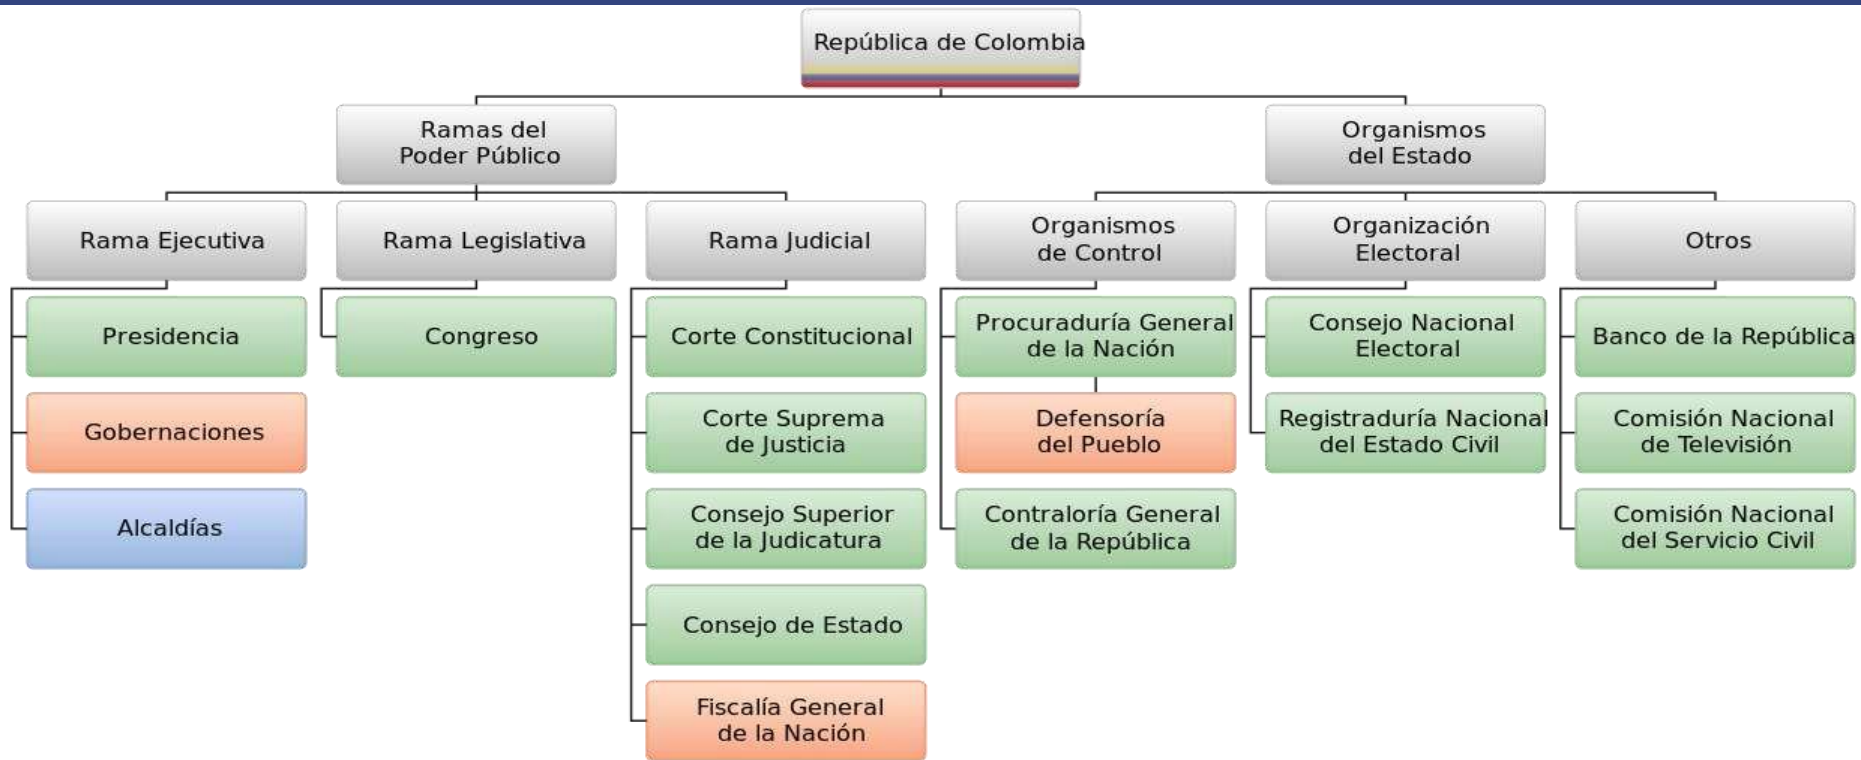 República de Colombia
Ramas del
Poder Público
Organismos
del Estado
Rama Ejecutiva
Rama Legislativa
Rama Judicial
Organismos
de Control
Organización
Electoral
Otros
Presidencia
Gobernaciones
Alcaldías
Congreso
Corte Constitucional
Corte Suprema
de Justicia
Consejo Superior
de la Judicatura
Consejo de Estado
Fiscalía General
de la Nación
Procuraduría General
de la Nación
Defensoría
del Pueblo
Contraloría General
de la República
Consejo Nacional
Electoral
Registraduría Nacional
del Estado Civil
Banco de la República
Comisión Nacional
de Televisión
Comisión Nacional
del Servicio Civil